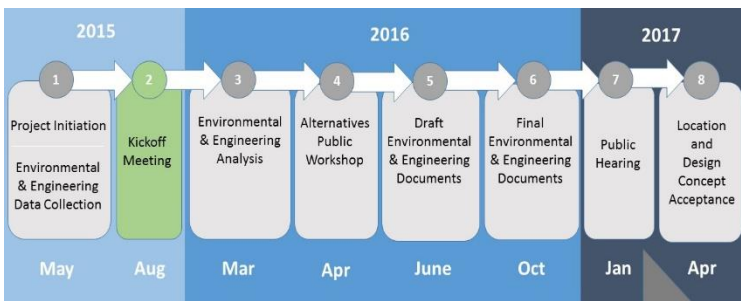 2015
2016
2017
1
2
3
4
5
6
7
8
Project Initiation
Environmental
& Engineering
Data Collection
Kickoff
Meeting
Environmental
& Engineering
Analysis
Alternatives
Public
Workshop
Draft
Environmental
& Engineering
Documents
Final
Environmental
& Engineering
Documents
Public
Hearing
Location
and
Design
Concept
Acceptance
May
Aug
Mar
Apr
June
Oct
Jan
Apr